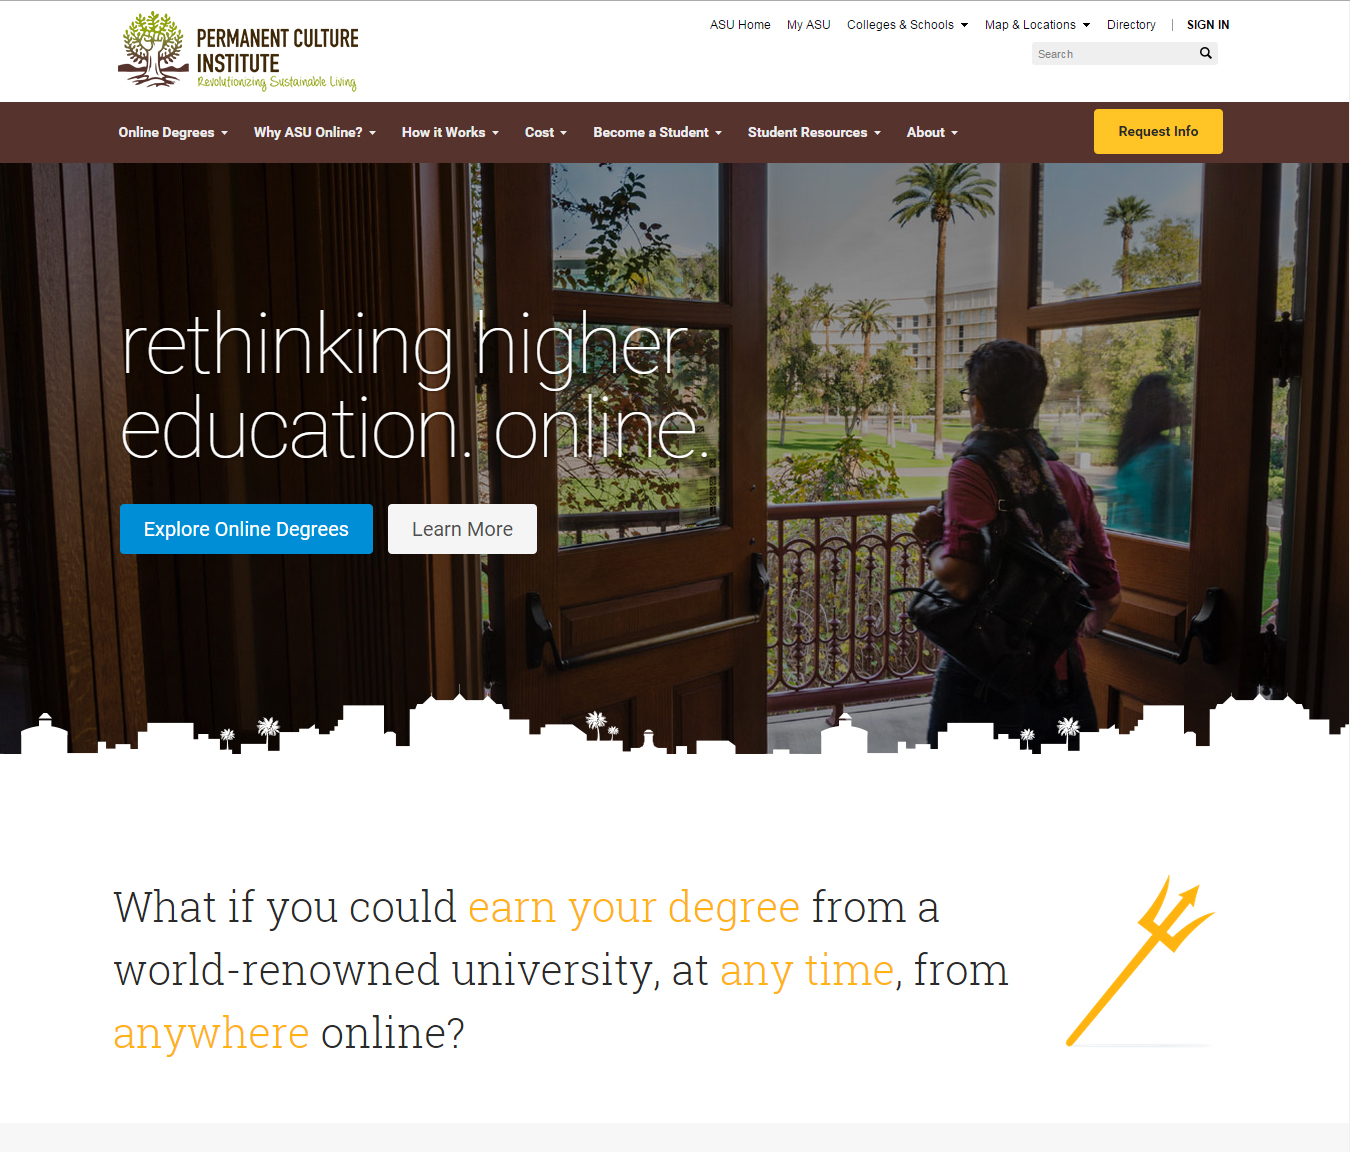 PERMANENT CULTURE
INSTITUTE
Revolutionizing Sustainable Living
ASU Home My ASU Colleges & Schools Map & Locations Directory | SIGN IN
Search
Online Degrees Why ASU Online? How it Works Cost Become a Student Student Resources About Request Info
rethinking higher
education. online.
Explore Online Degrees Learn More
What if you could earn your degree from a
world-renowned university, at any time, from
anywhere online?